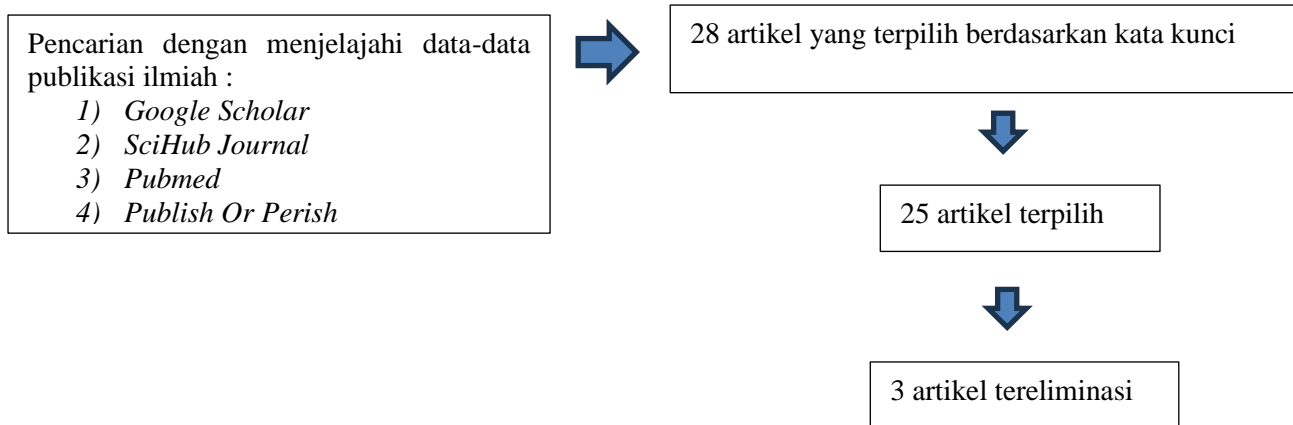 Pencarian dengan menjelajahi data-data
publikasi ilmiah :
1) Google Scholar
2) SciHub Journal
3) Pubmed
4) Publish Or Perish
28 artikel yang terpilih berdasarkan kata kunci
25 artikel terpilih
3 artikel tereliminasi